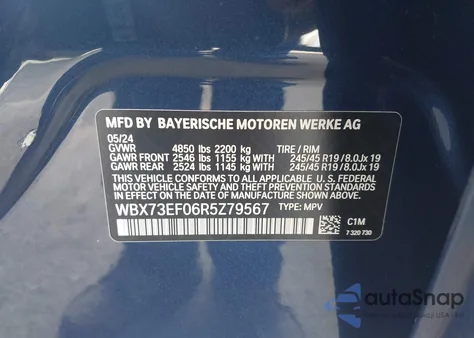 MFD BY BAYERISCHE MOTOREN WERKE AG
05/24
GVWR 4850 lbs 2200 kg TIRE / RIM
GAWR FRONT 2546 lbs 1155 kg WITH 245/45 R19 / 8.0Jx 19
GAWR REAR 2524 lbs 1145 kg WITH 245/45 R19 / 8.0Jx 19
THIS VEHICLE CONFORMS TO ALL APPLICABLE
FEDERAL MOTOR VEHICLE SAFETY, BUMPER,
AND THEFT PREVENTION STANDARDS IN EFFECT
ON THE DATE OF MANUFACTURE SHOWN ABOVE.
WBX73EF06R5Z79567 TYPE: MPV
C1M
7 320 730
autoSnap